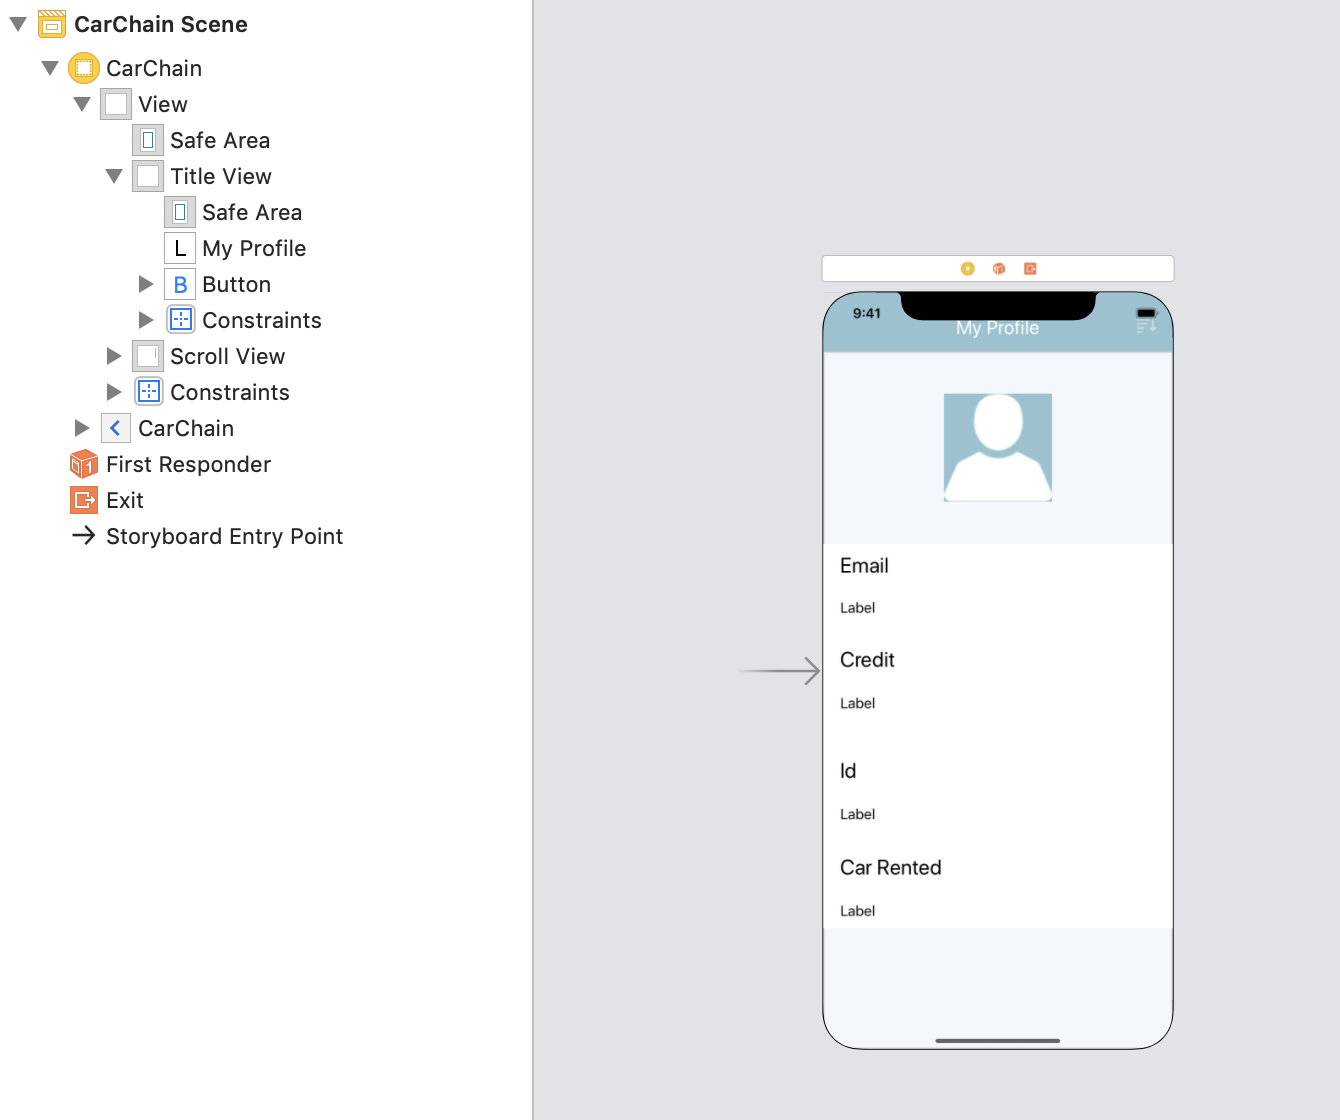 CarChain Scene
CarChain
View
Safe Area
Title View
Safe Area
L My Profile
B Button
Constraints
Scroll View
Constraints
CarChain
1 First Responder
Exit
Storyboard Entry Point
9:41
My Profile
Email
Label
Credit
Label
Id
Label
Car Rented
Label